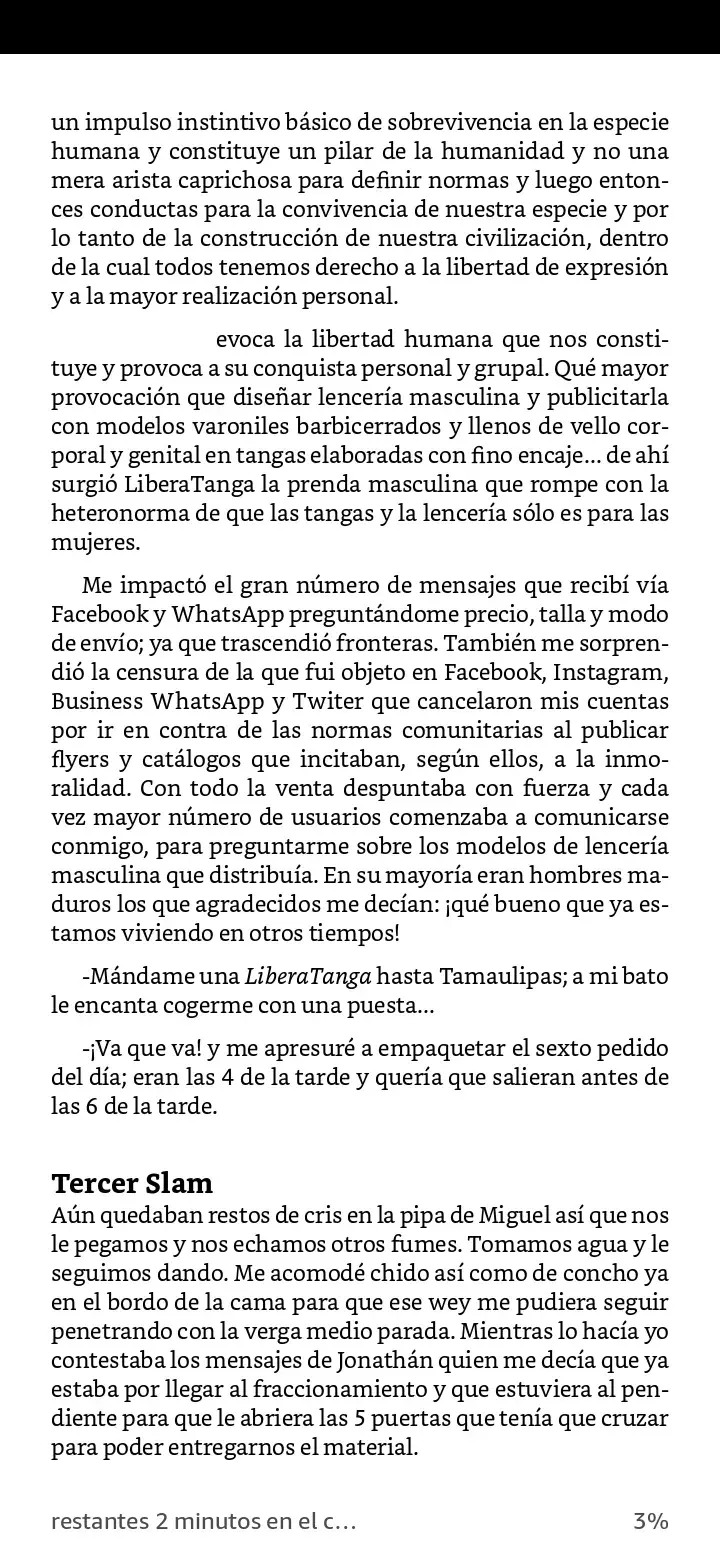 un impulso instintivo básico de sobrevivencia en la especie
humana y constituye un pilar de la humanidad y no una
mera arista caprichosa para definir normas y luego enton-
ces conductas para la convivencia de nuestra especie y por
lo tanto de la construcción de nuestra civilización, dentro
de la cual todos tenemos derecho a la libertad de expresión
y a la mayor realización personal.
evoca la libertad humana que nos consti-
tuye y provoca a su conquista personal y grupal. Qué mayor
provocación que diseñar lencería masculina y publicitarla
con modelos varoniles barbicerrados y llenos de vello cor-
poral y genital en tangas elaboradas con fino encaje... de ahí
surgió LiberaTanga la prenda masculina que rompe con la
heteronorma de que las tangas y la lencería sólo es para las
mujeres.
Me impactó el gran número de mensajes que recibí vía
Facebook y WhatsApp preguntándome precio, talla y modo
de envío; ya que trascendió fronteras. También me sorpren-
dió la censura de la que fui objeto en Facebook, Instagram,
Business WhatsApp y Twiter que cancelaron mis cuentas
por ir en contra de las normas comunitarias al publicar
flyers y catálogos que incitaban, según ellos, a la inmo-
ralidad. Con todo la venta despuntaba con fuerza y cada
vez mayor número de usuarios comenzaba a comunicarse
conmigo, para preguntarme sobre los modelos de lencería
masculina que distribuía. En su mayoría eran hombres ma-
duros los que agradecidos me decían: ¡qué bueno que ya es-
tamos viviendo en otros tiempos!
-Mándame una LiberaTanga hasta Tamaulipas; a mi bato
le encanta cogerme con una puesta...
-¡Va que va! y me apresuré a empaquetar el sexto pedido
del día; eran las 4 de la tarde y quería que salieran antes de
las 6 de la tarde.
Tercer Slam
Aún quedaban restos de cris en la pipa de Miguel así que nos
le pegamos y nos echamos otros fumes. Tomamos agua y le
seguimos dando. Me acomodé chido así como de concho ya
en el bordo de la cama para que ese wey me pudiera seguir
penetrando con la verga medio parada. Mientras lo hacía yo
contestaba los mensajes de Jonathán quien me decía que ya
estaba por llegar al fraccionamiento y que estuviera al pen-
diente para que le abriera las 5 puertas que tenía que cruzar
para poder entregarnos el material.
restantes 2 minutos en el c...
3%